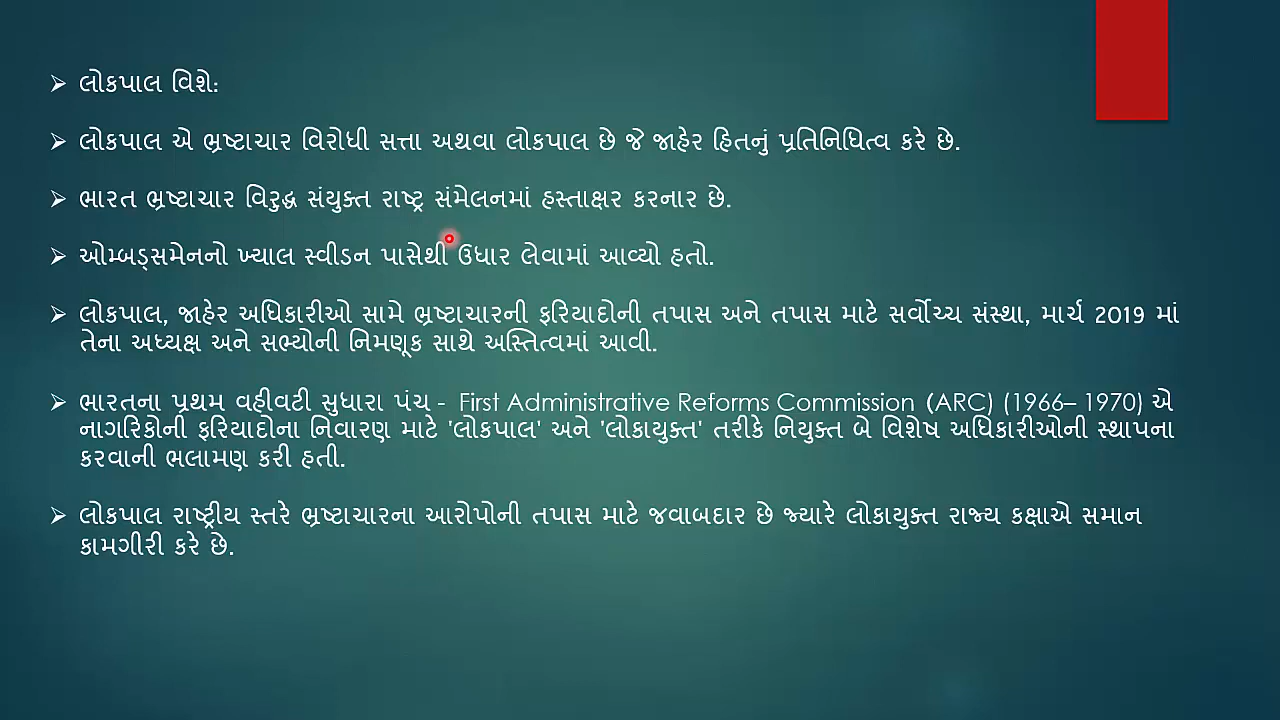 લોકપાલ વિશે:
લોકપાલ એ ભ્રષ્ટાચાર વિરોધી સત્તા અથવા લોકપાલ છે જે જાહેર હિતનું પ્રતિનિધિત્વ કરે છે.
ભારત ભ્રષ્ટાચાર વિરુદ્ધ સંયુક્ત રાષ્ટ્ર સંમેલનમાં હસ્તાક્ષર કરનાર છે.
ઓમ્બડ્સમેનનો ખ્યાલ સ્વીડન પાસેથી ઉધાર લેવામાં આવ્યો હતો.
લોકપાલ, જાહેર અધિકારીઓ સામે ભ્રષ્ટાચારની ફરિયાદોની તપાસ અને તપાસ માટે સર્વોચ્ચ સંસ્થા, માર્ચ 2019 માં
તેના અધ્યક્ષ અને સભ્યોની નિમણૂક સાથે અસ્તિત્વમાં આવી.
ભારતના પ્રથમ વહીવટી સુધારા પંચ - First Administrative Reforms Commission (ARC) (1966– 1970) એ
નાગરિકોની ફરિયાદોના નિવારણ માટે 'લોકપાલ' અને 'લોકાયુક્ત' તરીકે નિયુક્ત બે વિશેષ અધિકારીઓની સ્થાપના
કરવાની ભલામણ કરી હતી.
લોકપાલ રાષ્ટ્રીય સ્તરે ભ્રષ્ટાચારના આરોપોની તપાસ માટે જવાબદાર છે જ્યારે લોકાયુક્ત રાજ્ય કક્ષાએ સમાન
કામગીરી કરે છે.